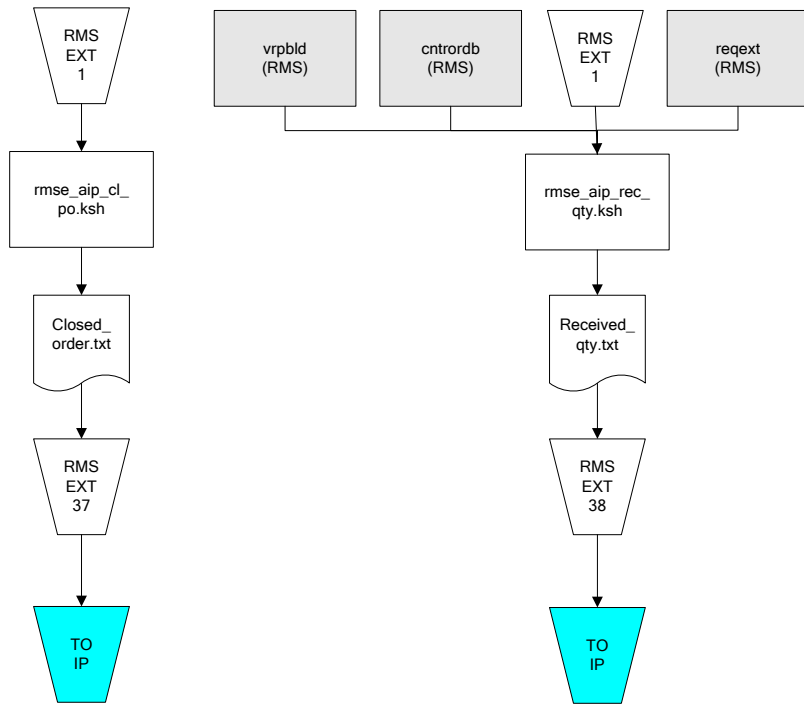 RMS
EXT
1
rmse_aip_cl_
po.ksh
Closed_
order.txt
RMS
EXT
37
TO
IP
vrpbld
(RMS)
cntrordb
(RMS)
RMS
EXT
1
reqext
(RMS)
rmse_aip_rec_
qty.ksh
Received_
qty.txt
RMS
EXT
38
TO
IP